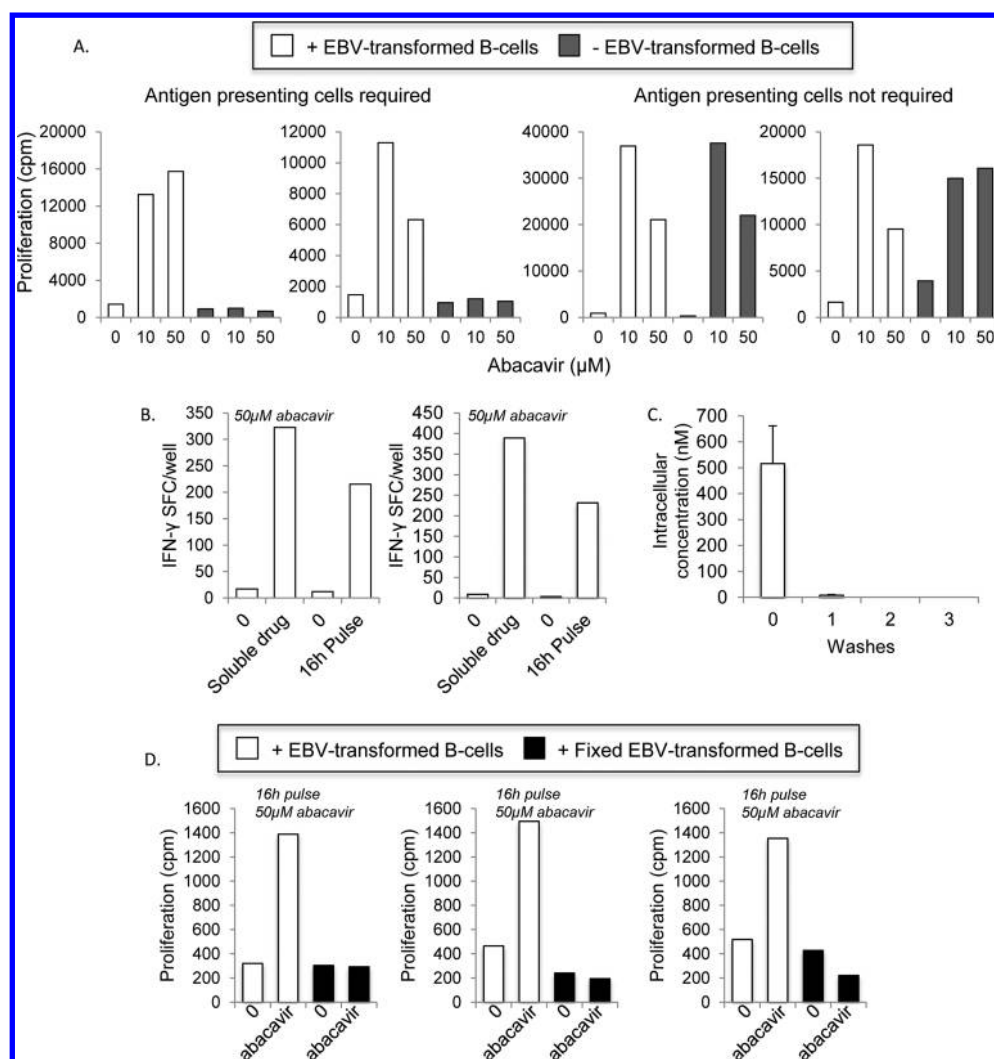 A.
+ EBV-transformed B-cells - EBV-transformed B-cells
Antigen presenting cells required Antigen presenting cells not required
Proliferation (cpm)
20000
16000
12000
8000
4000
0
12000
10000
8000
6000
4000
2000
0
40000
30000
20000
10000
0
20000
15000
10000
5000
0
0 10 50 0 10 50
0 10 50 0 10 50
0 10 50 0 10 50
0 10 50 0 10 50
Abacavir (µM)
B.
50µM abacavir
IFN-γ SFC/well
350
300
250
200
150
100
50
0
0
Soluble drug
0
16h Pulse
50µM abacavir
IFN-γ SFC/well
450
400
350
300
250
200
150
100
50
0
0
Soluble drug
0
16h Pulse
C.
Intracellular
concentration (nM)
700
600
500
400
300
200
100
0
0 1 2 3
Washes
+ EBV-transformed B-cells + Fixed EBV-transformed B-cells
D.
16h pulse
50µM abacavir
Proliferation (cpm)
1600
1400
1200
1000
800
600
400
200
0
0
abacavir
0
abacavir
16h pulse
50µM abacavir
Proliferation (cpm)
1600
1400
1200
1000
800
600
400
200
0
0
abacavir
0
abacavir
16h pulse
50µM abacavir
Proliferation (cpm)
1600
1400
1200
1000
800
600
400
200
0
0
abacavir
0
abacavir